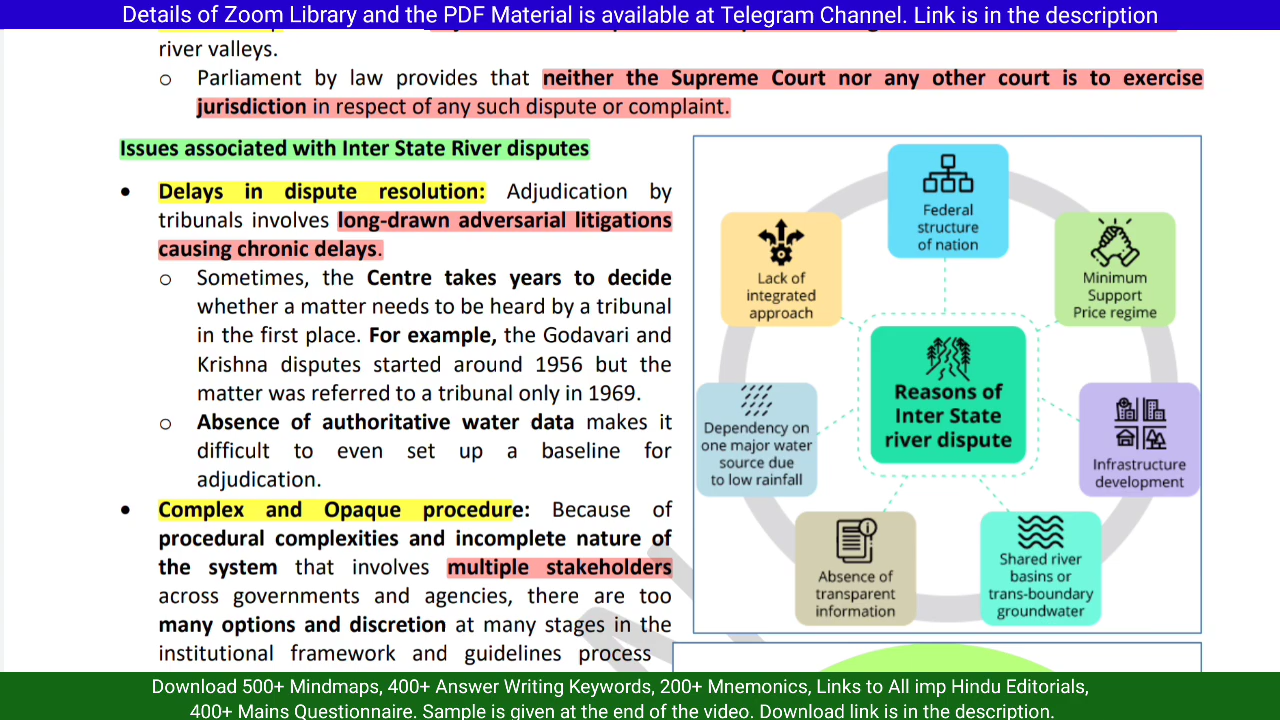 Details of Zoom Library and the PDF Material is available at Telegram Channel. Link is in the description
river valleys.
o Parliament by law provides that neither the Supreme Court nor any other court is to exercise
jurisdiction in respect of any such dispute or complaint.
Issues associated with Inter State River disputes
• Delays in dispute resolution: Adjudication by
tribunals involves long-drawn adversarial litigations
causing chronic delays.
o Sometimes, the Centre takes years to decide
whether a matter needs to be heard by a tribunal
in the first place. For example, the Godavari and
Krishna disputes started around 1956 but the
matter was referred to a tribunal only in 1969.
o Absence of authoritative water data makes it
difficult to even set up a baseline for
adjudication.
• Complex and Opaque procedure: Because of
procedural complexities and incomplete nature of
the system that involves multiple stakeholders
across governments and agencies, there are too
many options and discretion at many stages in the
institutional framework and guidelines process
Federal
structure
of nation
Lack of
integrated
approach
Minimum
Support
Price regime
Reasons of
Inter State
river dispute
Dependency on
one major water
source due
to low rainfall
Infrastructure
development
Absence of
transparent
information
Shared river
basins or
trans-boundary
groundwater
Download 500+ Mindmaps, 400+ Answer Writing Keywords, 200+ Mnemonics, Links to All imp Hindu Editorials,
400+ Mains Questionnaire. Sample is given at the end of the video. Download link is in the description.